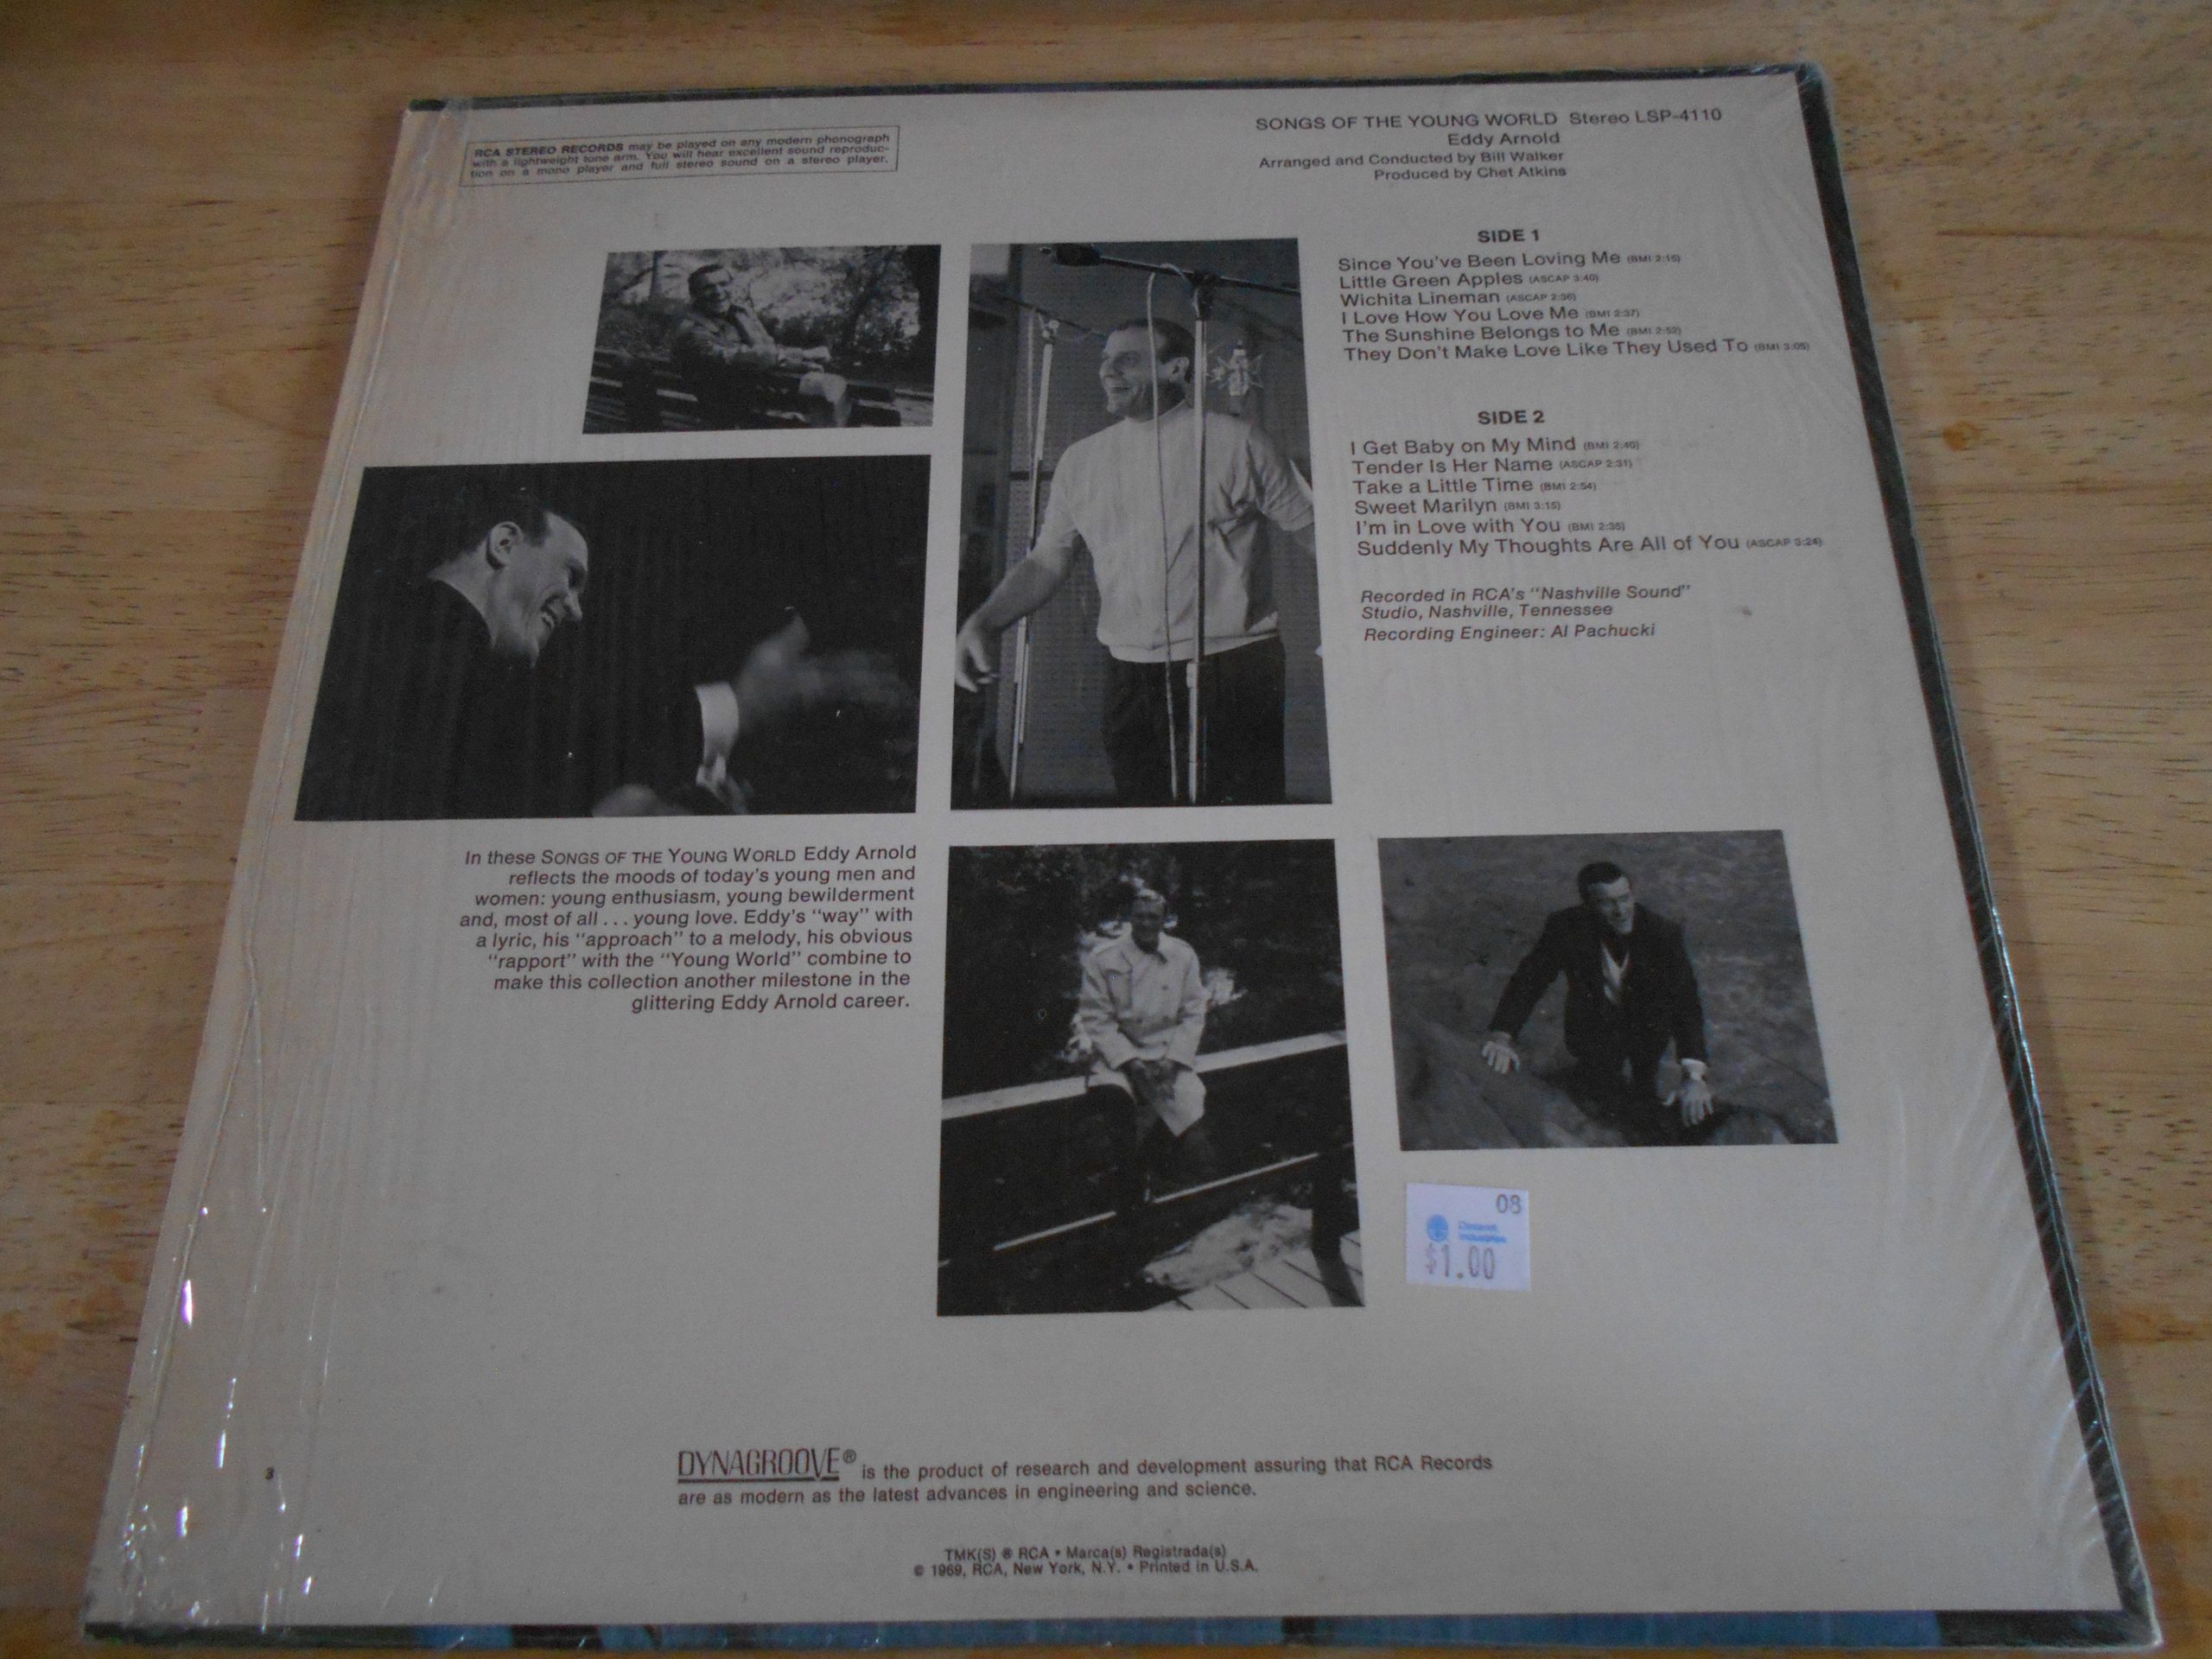 RCA STEREO RECORDS may be played on any modern phonograph
with a lightweight tone arm. You will hear excellent sound reproduc-
tion on a mono player and full stereo sound on a stereo player.
SONGS OF THE YOUNG WORLD Stereo LSP-4110
Eddy Arnold
Arranged and Conducted by Bill Walker
Produced by Chet Atkins
SIDE 1
Since You've Been Loving Me (BMI 2:15)
Little Green Apples (ASCAP 3:40)
Wichita Lineman (ASCAP 2:36)
I Love How You Love Me (BMI 2:37)
The Sunshine Belongs to Me (BMI 2:52)
They Don't Make Love Like They Used To (BMI 3:05)
SIDE 2
I Get Baby on My Mind (BMI 2:40)
Tender Is Her Name (ASCAP 2:31)
Take a Little Time (BMI 2:54)
Sweet Marilyn (BMI 3:15)
I'm in Love with You (BMI 2:35)
Suddenly My Thoughts Are All of You (ASCAP 3:24)
Recorded in RCA's "Nashville Sound"
Studio, Nashville, Tennessee
Recording Engineer: Al Pachucki
In these SONGS OF THE YOUNG WORLD Eddy Arnold
reflects the moods of today's young men and
women: young enthusiasm, young bewilderment
and, most of all . . . young love. Eddy's "way" with
a lyric, his "approach" to a melody, his obvious
"rapport" with the "Young World" combine to
make this collection another milestone in the
glittering Eddy Arnold career.
08
Deseret
Industries
$1.00
3
DYNAGROOVE® is the product of research and development assuring that RCA Records
are as modern as the latest advances in engineering and science.
TMK(S) ® RCA • Marca(s) Registrada(s)
© 1969, RCA, New York, N.Y. • Printed in U.S.A.